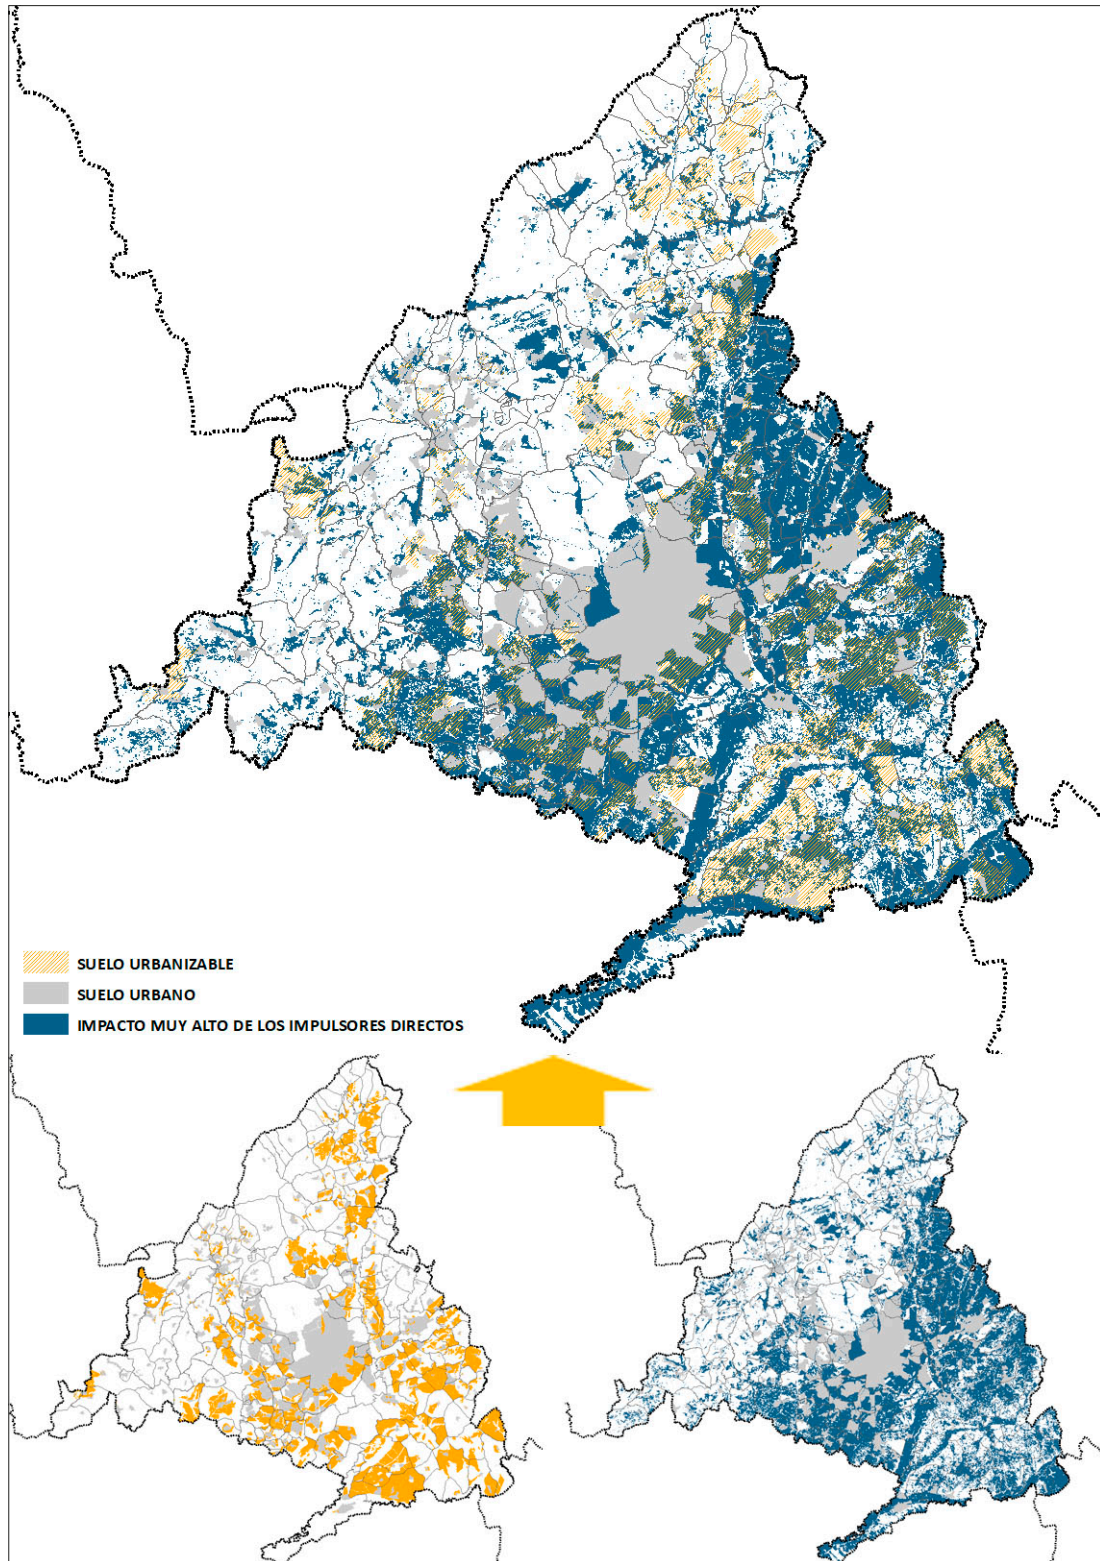 SUELO URBANIZABLE
SUELO URBANO
IMPACTO MUY ALTO DE LOS IMPULSORES DIRECTOS